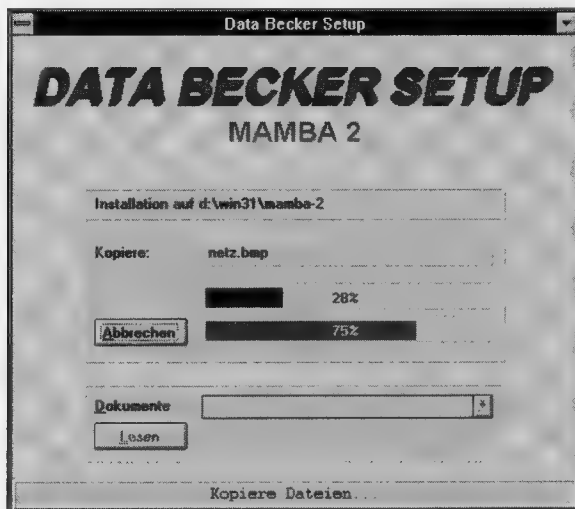 Data Becker Setup
DATA BECKER SETUP
MAMBA 2
Installation auf d:\win31\mamba-2
Kopiere: netz.bmp
28%
Abbrechen 75%
Dokumente
Lesen
Kopiere Dateien...